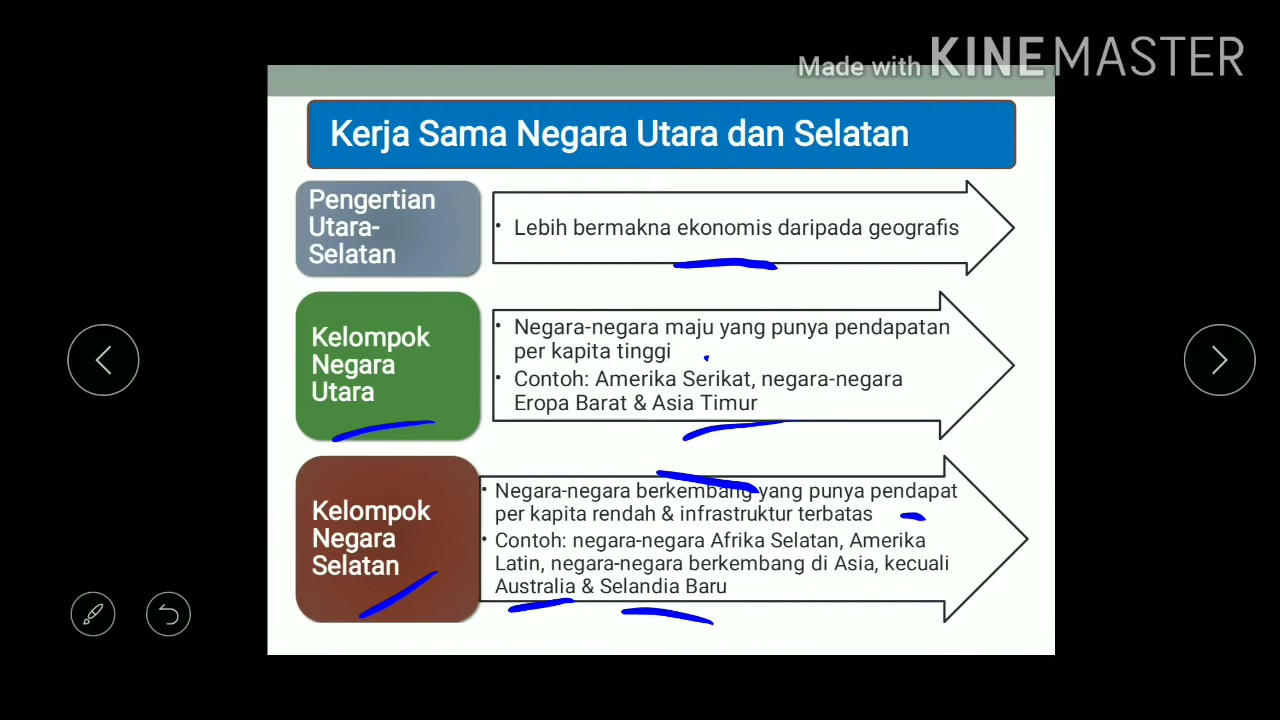 Made with KINEMASTER
Kerja Sama Negara Utara dan Selatan
Pengertian
Utara-
Selatan
• Lebih bermakna ekonomis daripada geografis
Kelompok
Negara
Utara
• Negara-negara maju yang punya pendapatan
per kapita tinggi
• Contoh: Amerika Serikat, negara-negara
Eropa Barat & Asia Timur
Kelompok
Negara
Selatan
• Negara-negara berkembang yang punya pendapat
per kapita rendah & infrastruktur terbatas
• Contoh: negara-negara Afrika Selatan, Amerika
Latin, negara-negara berkembang di Asia, kecuali
Australia & Selandia Baru